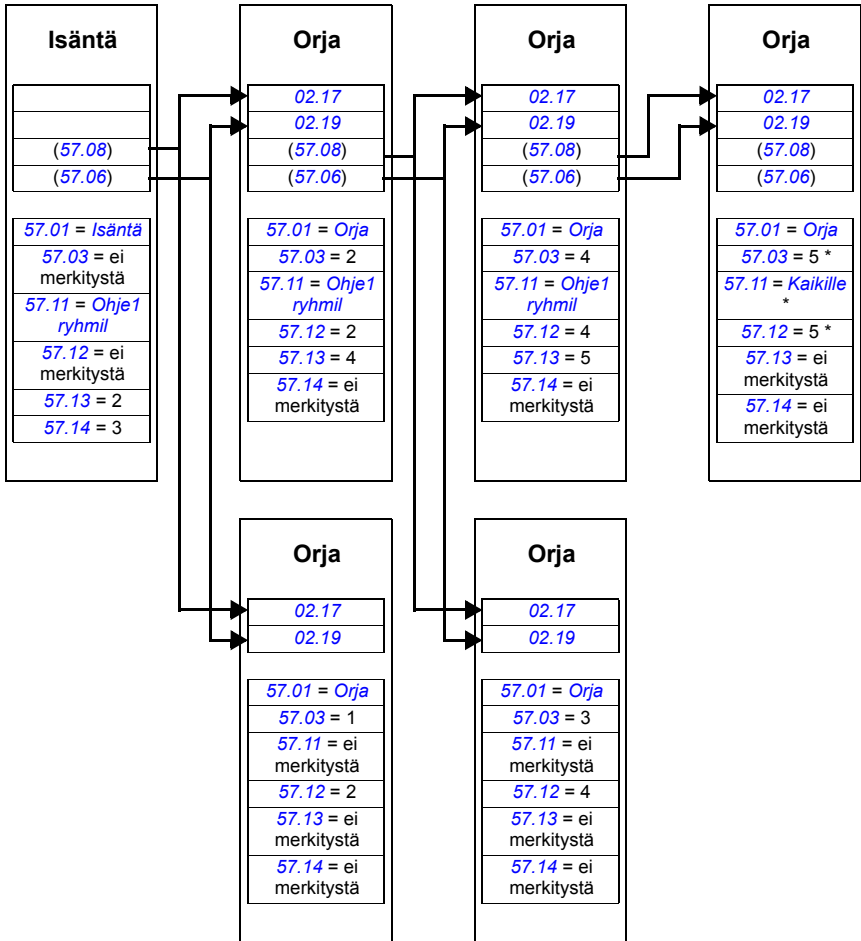 Isäntä
(57.08)
(57.06)
57.01 = Isäntä
57.03 = ei
merkitystä
57.11 = Ohje1
ryhmil
57.12 = ei
merkitystä
57.13 = 2
57.14 = 3
Orja
02.17
02.19
(57.08)
(57.06)
57.01 = Orja
57.03 = 2
57.11 = Ohje1
ryhmil
57.12 = 2
57.13 = 4
57.14 = ei
merkitystä
Orja
02.17
02.19
(57.08)
(57.06)
57.01 = Orja
57.03 = 4
57.11 = Ohje1
ryhmil
57.12 = 4
57.13 = 5
57.14 = ei
merkitystä
Orja
02.17
02.19
(57.08)
(57.06)
57.01 = Orja
57.03 = 5 *
57.11 = Kaikille
*
57.12 = 5 *
57.13 = ei
merkitystä
57.14 = ei
merkitystä
Orja
02.17
02.19
57.01 = Orja
57.03 = 1
57.11 = ei
merkitystä
57.12 = 2
57.13 = ei
merkitystä
57.14 = ei
merkitystä
Orja
02.17
02.19
57.01 = Orja
57.03 = 3
57.11 = ei
merkitystä
57.12 = 4
57.13 = ei
merkitystä
57.14 = ei
merkitystä